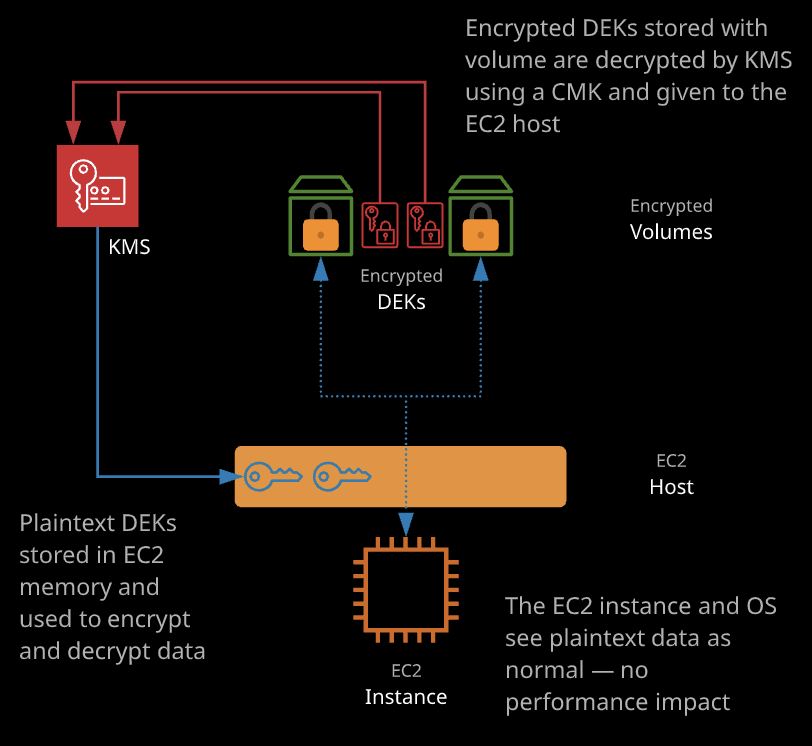 Encrypted DEKs stored with
volume are decrypted by KMS
using a CMK and given to the
EC2 host
KMS
Encrypted
DEKs
Encrypted
Volumes
EC2
Host
Plaintext DEKs
stored in EC2
memory and
used to encrypt
and decrypt data
The EC2 instance and OS
see plaintext data as
normal — no
performance impact
EC2
Instance